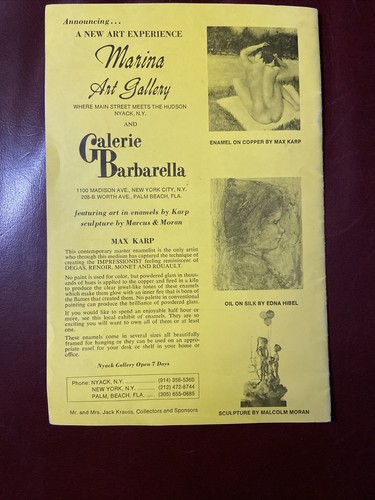 Announcing...
A NEW ART EXPERIENCE
Marina
Art Gallery
WHERE MAIN STREET MEETS THE HUDSON
NYACK, N.Y.
AND
Galerie
Barbarella
1100 MADISON AVE., NEW YORK CITY, N.Y.
208-B WORTH AVE., PALM BEACH, FLA.
featuring art in enamels by Karp
sculpture by Marcus & Moran
MAX KARP
This contemporary master enamelist is the only artist
who through this medium has captured the technique of
creating the IMPRESSIONIST feeling reminiscent of
DEGAS, RENOIR, MONET AND ROUAULT.
No paint is used for color, but powdered glass in thous-
ands of hues is applied to the copper and fired in a kiln
to produce the clear jewel-like tones of these enamels
which make them glow with an inner fire that is born of
the flames that created them. No palette in conventional
painting can produce the brilliance of powdered glass.
If you would like to spend an enjoyable half hour or
more, see this local exhibit of enamels. They are so
exciting you will want to own all of them or at least
one.
These enamels come in several sizes all beautifully
framed for hanging or they can be used on an appro-
priate easel for your desk or shelf in your home or
office.
Nyack Gallery Open 7 Days
Phone: NYACK, N.Y. (914) 358-5360
NEW YORK, N.Y. (212) 472-8744
PALM, BEACH, FLA. (305) 655-0685
Mr. and Mrs. Jack Krauss, Collectors and Sponsors
ENAMEL ON COPPER BY MAX KARP
OIL ON SILK BY EDNA HIBEL
SCULPTURE BY MALCOLM MORAN